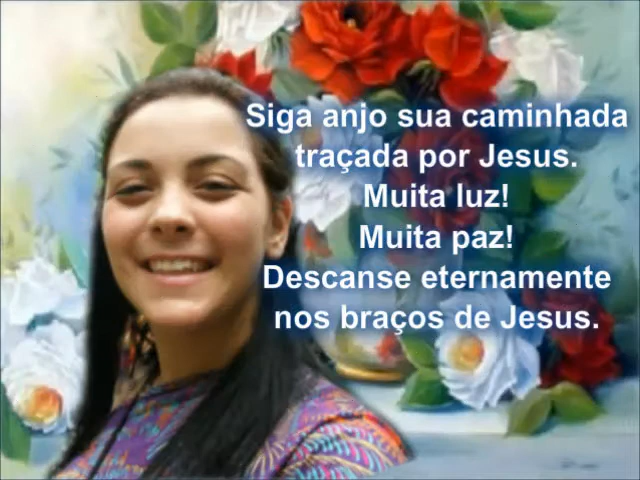 Siga anjo sua caminhada
traçada por Jesus.
Muita luz!
Muita paz!
Descanse eternamente
nos braços de Jesus.